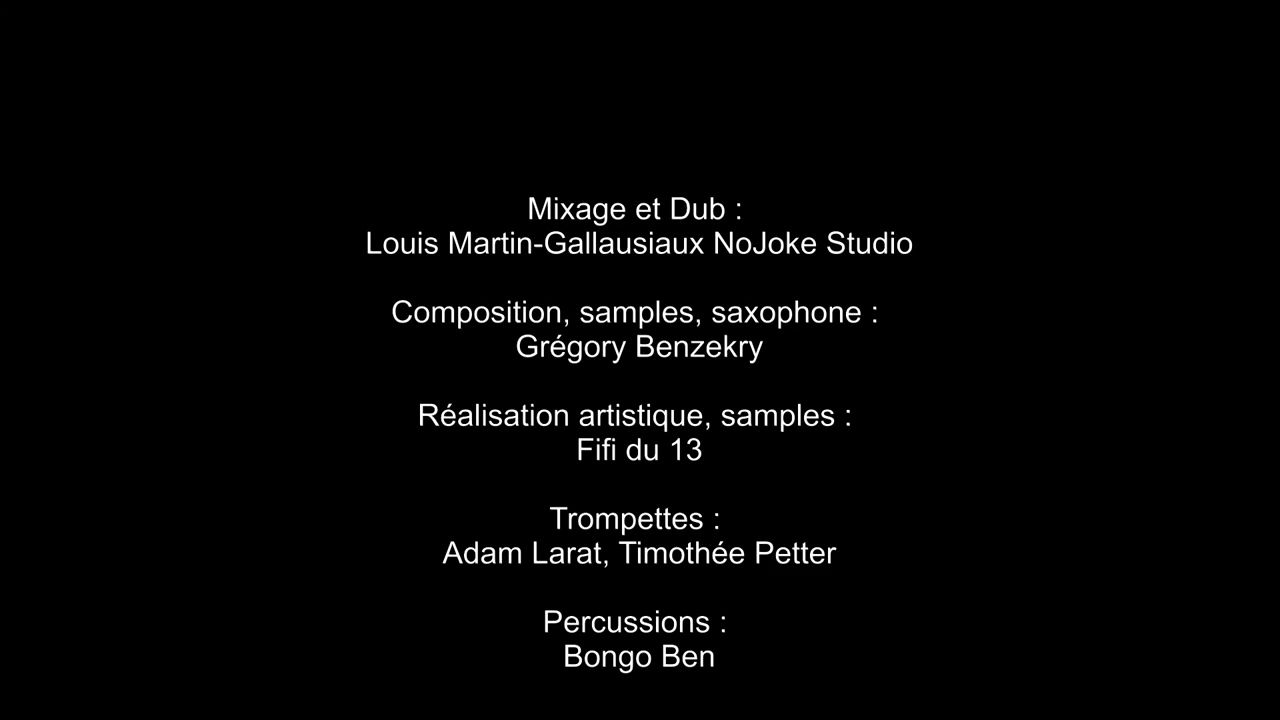 Mixage et Dub :
Louis Martin-Gallausiaux NoJoke Studio
Composition, samples, saxophone :
Grégory Benzekry
Réalisation artistique, samples :
Fifi du 13
Trompettes :
Adam Larat, Timothée Petter
Percussions :
Bongo Ben